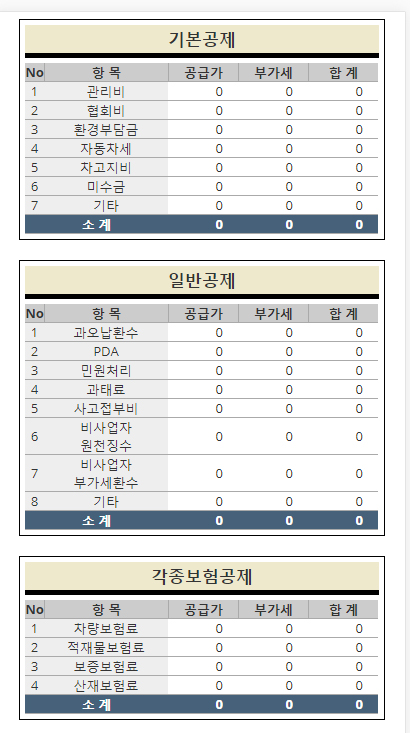 기본공제
No 항 목 공급가 부가세 합 계
1 관리비 0 0 0
2 협회비 0 0 0
3 환경부담금 0 0 0
4 자동차세 0 0 0
5 차고지비 0 0 0
6 미수금 0 0 0
7 기타 0 0 0
소 계 0 0 0
일반공제
No 항 목 공급가 부가세 합 계
1 과오납환수 0 0 0
2 PDA 0 0 0
3 민원처리 0 0 0
4 과태료 0 0 0
5 사고접부비 0 0 0
6 비사업자 0 0 0
원천징수
7 비사업자 0 0 0
부가세환수
8 기타 0 0 0
소 계 0 0 0
각종보험공제
No 항 목 공급가 부가세 합 계
1 차량보험료 0 0 0
2 적재물보험료 0 0 0
3 보증보험료 0 0 0
4 산재보험료 0 0 0
소 계 0 0 0